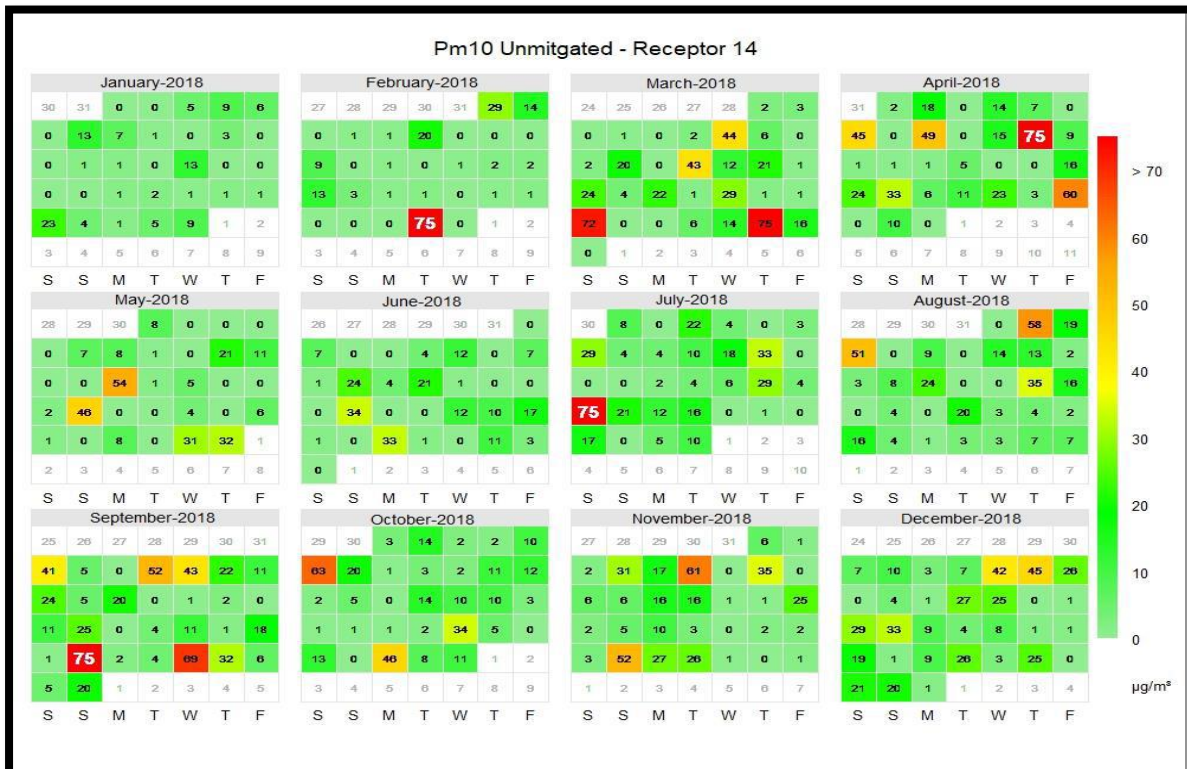 Pm10 Unmitgated - Receptor 14
January-2018 February-2018 March-2018 April-2018
30 31 0 0 5 9 6 27 28 29 30 31 29 14 24 25 26 27 28 2 3 31 2 18 0 14 7 0
0 13 7 1 0 3 0 0 1 1 20 0 0 0 0 1 0 2 44 6 0 45 0 49 0 15 75 9
0 1 1 0 13 0 0 9 0 1 0 1 2 2 2 20 0 43 12 21 1 1 1 1 5 0 0 16
> 70
0 0 1 2 1 1 1 13 3 1 1 0 1 1 24 4 22 1 29 1 1 24 33 6 11 23 3 60
23 4 1 5 9 1 2 0 0 0 75 0 1 2 72 0 0 6 14 75 16 0 10 0 1 2 3 4
60
3 4 5 6 7 8 9 3 4 5 6 7 8 9 0 1 2 3 4 5 6 5 6 7 8 9 10 11
S S M T W T F S S M T W T F S S M T W T F S S M T W T F
50
May-2018 June-2018 July-2018 August-2018
28 29 30 8 0 0 0 26 27 28 29 30 31 0 30 8 0 22 4 0 3 28 29 30 31 0 58 19
0 7 8 1 0 21 11 7 0 0 4 12 0 7 29 4 4 10 18 33 0 51 0 9 0 14 13 2
40
0 0 54 1 5 0 0 1 24 4 21 1 0 0 0 0 2 4 6 29 4 3 8 24 0 0 35 16
2 46 0 0 4 0 6 0 34 0 0 12 10 17 75 21 12 16 0 1 0 0 4 0 20 3 4 2
30
1 0 8 0 31 32 1 1 0 33 1 0 11 3 17 0 5 10 1 2 3 16 4 1 3 3 7 7
2 3 4 5 6 7 8 0 1 2 3 4 5 6 4 5 6 7 8 9 10 1 2 3 4 5 6 7
S S M T W T F S S M T W T F S S M T W T F S S M T W T F
20
September-2018 October-2018 November-2018 December-2018
25 26 27 28 29 30 31 29 30 3 14 2 2 10 27 28 29 30 31 6 1 24 25 26 27 28 29 30
41 5 0 52 43 22 11 63 20 1 3 2 11 12 2 31 17 61 0 35 0 7 10 3 7 42 45 26
10
24 5 20 0 1 2 0 2 5 0 14 10 10 3 6 6 16 16 1 1 25 0 4 1 27 25 0 1
11 25 0 4 11 1 18 1 1 1 2 34 5 0 2 5 10 3 0 2 2 29 33 9 4 8 1 1
0
1 75 2 4 69 32 6 13 0 46 8 11 1 2 3 52 27 26 1 0 1 19 1 9 26 3 25 0
5 20 1 2 3 4 5 3 4 5 6 7 8 9 1 2 3 4 5 6 7 21 20 1 1 2 3 4
µg/m³
S S M T W T F S S M T W T F S S M T W T F S S M T W T F